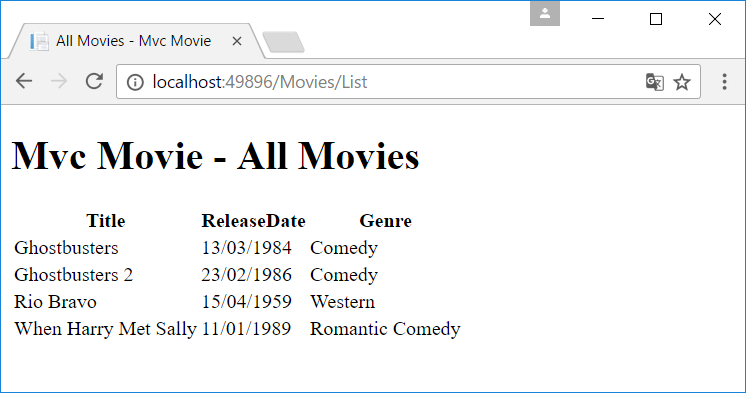 All Movies - Mvc Movie
localhost:49896/Movies/List
Mvc Movie - All Movies
Title ReleaseDate Genre
Ghostbusters 13/03/1984 Comedy
Ghostbusters 2 23/02/1986 Comedy
Rio Bravo 15/04/1959 Western
When Harry Met Sally 11/01/1989 Romantic Comedy